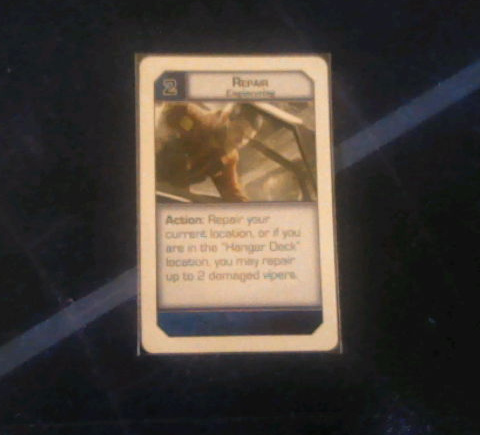 2
Repair
Engineering
Action: Repair your
current location, or if you
are in the "Hangar Deck"
location, you may repair
up to 2 damaged vipers.